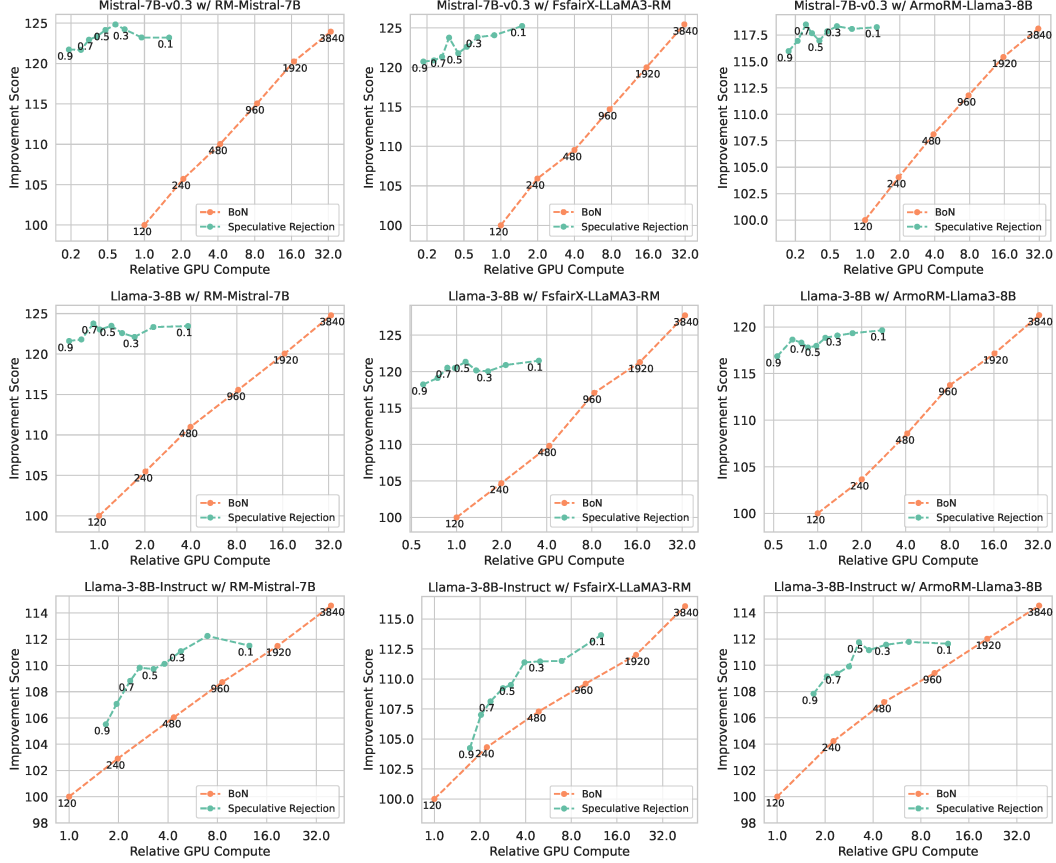 Mistral-7B-v0.3 w/ RM-Mistral-7B
Improvement Score
125
120
115
110
105
100
0.9
0.7
0.5
0.3
0.1
120
240
480
960
1920
3840
BoN
Speculative Rejection
0.2 0.5 1.0 2.0 4.0 8.0 16.0 32.0
Relative GPU Compute
Mistral-7B-v0.3 w/ FsfairX-LLaMA3-RM
Improvement Score
125
120
115
110
105
100
0.9
0.7
0.5
0.3
0.1
120
240
480
960
1920
3840
BoN
Speculative Rejection
0.2 0.5 1.0 2.0 4.0 8.0 16.0 32.0
Relative GPU Compute
Mistral-7B-v0.3 w/ ArmoRM-Llama3-8B
Improvement Score
117.5
115.0
112.5
110.0
107.5
105.0
102.5
100.0
0.9
0.5
0.3
0.1
120
240
480
960
1920
3840
BoN
Speculative Rejection
0.2 0.5 1.0 2.0 4.0 8.0 16.0 32.0
Relative GPU Compute
Llama-3-8B w/ RM-Mistral-7B
Improvement Score
125
120
115
110
105
100
0.9
0.7
0.5
0.3
0.1
120
240
480
960
1920
3840
BoN
Speculative Rejection
1.0 2.0 4.0 8.0 16.0 32.0
Relative GPU Compute
Llama-3-8B w/ FsfairX-LLaMA3-RM
Improvement Score
125
120
115
110
105
100
0.9
0.7
0.5
0.3
0.1
120
240
480
960
1920
3840
BoN
Speculative Rejection
0.5 1.0 2.0 4.0 8.0 16.0 32.0
Relative GPU Compute
Llama-3-8B w/ ArmoRM-Llama3-8B
Improvement Score
120
115
110
105
100
0.9
0.7
0.5
0.3
0.1
120
240
480
960
1920
3840
BoN
Speculative Rejection
0.5 1.0 2.0 4.0 8.0 16.0 32.0
Relative GPU Compute
Llama-3-8B-Instruct w/ RM-Mistral-7B
Improvement Score
114
112
110
108
106
104
102
100
98
0.9
0.7
0.5
0.3
0.1
120
240
480
960
1920
3840
BoN
Speculative Rejection
1.0 2.0 4.0 8.0 16.0 32.0
Relative GPU Compute
Llama-3-8B-Instruct w/ FsfairX-LLaMA3-RM
Improvement Score
115.0
112.5
110.0
107.5
105.0
102.5
100.0
0.9
0.7
0.5
0.3
0.1
120
240
480
960
1920
3840
BoN
Speculative Rejection
1.0 2.0 4.0 8.0 16.0 32.0
Relative GPU Compute
Llama-3-8B-Instruct w/ ArmoRM-Llama3-8B
Improvement Score
114
112
110
108
106
104
102
100
98
0.9
0.7
0.5
0.3
0.1
120
240
480
960
1920
3840
BoN
Speculative Rejection
1.0 2.0 4.0 8.0 16.0 32.0
Relative GPU Compute